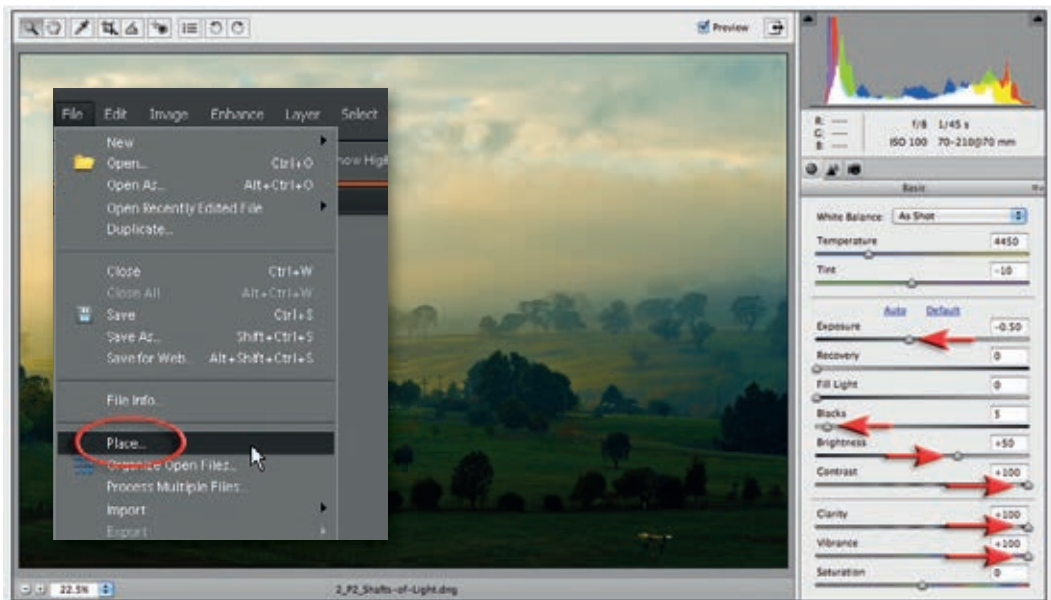 Preview
File Edit Image Enhance Layer Select
New
Open... Ctrl+O
Open As... Alt+Ctrl+O
Open Recently Edited File
Duplicate...
Close Ctrl+W
Close All Alt+Ctrl+W
Save Ctrl+S
Save As... Shift+Ctrl+S
Save for Web... Alt+Shift+Ctrl+S
File Info...
Place...
Organize Open Files...
Process Multiple Files...
Import
Export
22.5%
2_P2_Shafts-of-Light.dng
R: ---
G: ---
B: ---
f/8 1/45 s
ISO 100 70-210@70 mm
Basic
White Balance: As Shot
Temperature 4450
Tint -10
Auto Default
Exposure -0.50
Recovery 0
Fill Light 0
Blacks 5
Brightness +50
Contrast +100
Clarity +100
Vibrance +100
Saturation 0